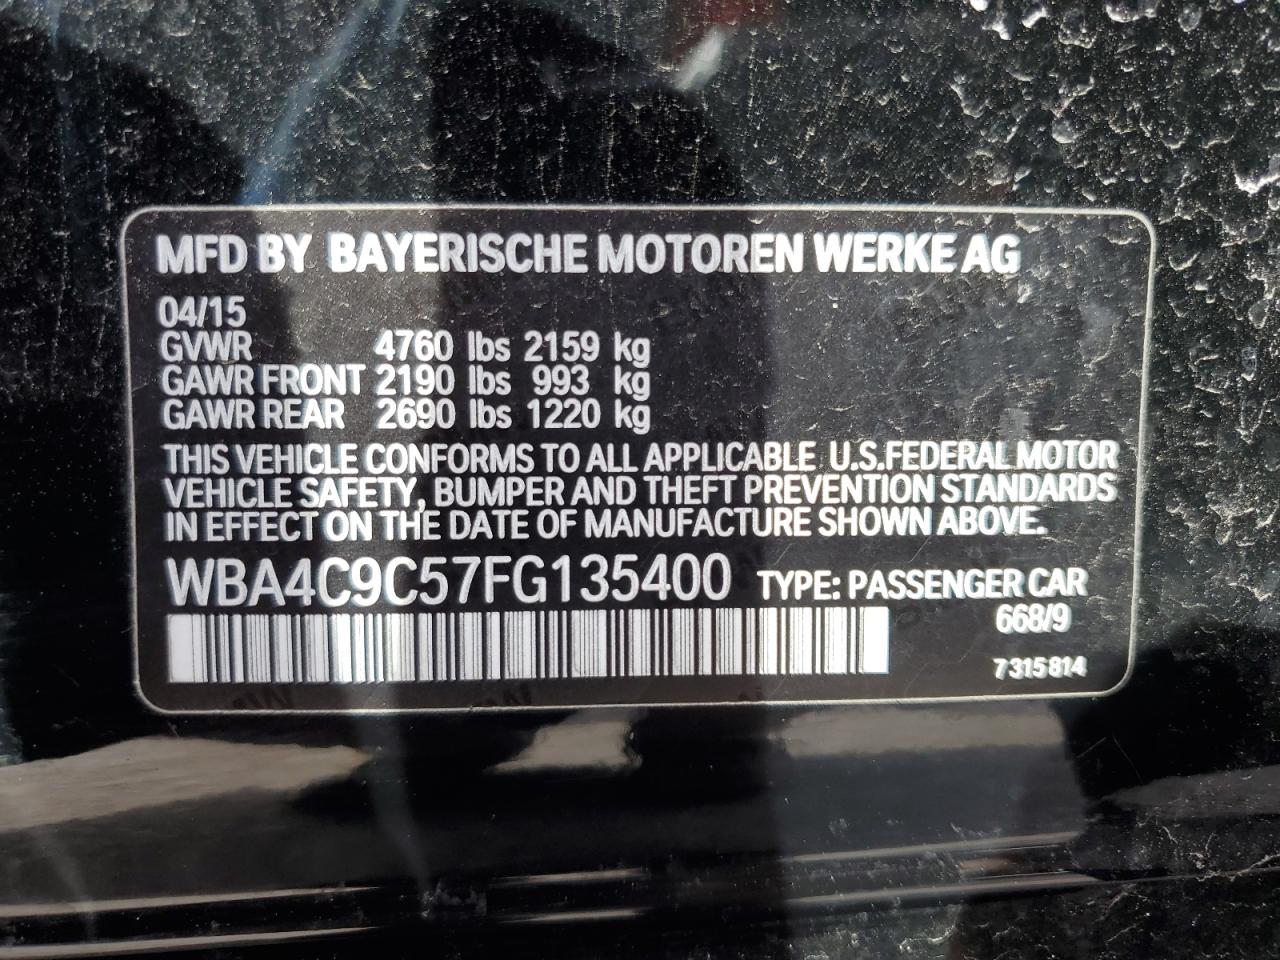 MFD BY BAYERISCHE MOTOREN WERKE AG
04/15
GVWR 4760 lbs 2159 kg
GAWR FRONT 2190 lbs 993 kg
GAWR REAR 2690 lbs 1220 kg
THIS VEHICLE CONFORMS TO ALL APPLICABLE U.S.FEDERAL MOTOR
VEHICLE SAFETY, BUMPER AND THEFT PREVENTION STANDARDS
IN EFFECT ON THE DATE OF MANUFACTURE SHOWN ABOVE.
WBA4C9C57FG135400 TYPE: PASSENGER CAR
668/9
7315814